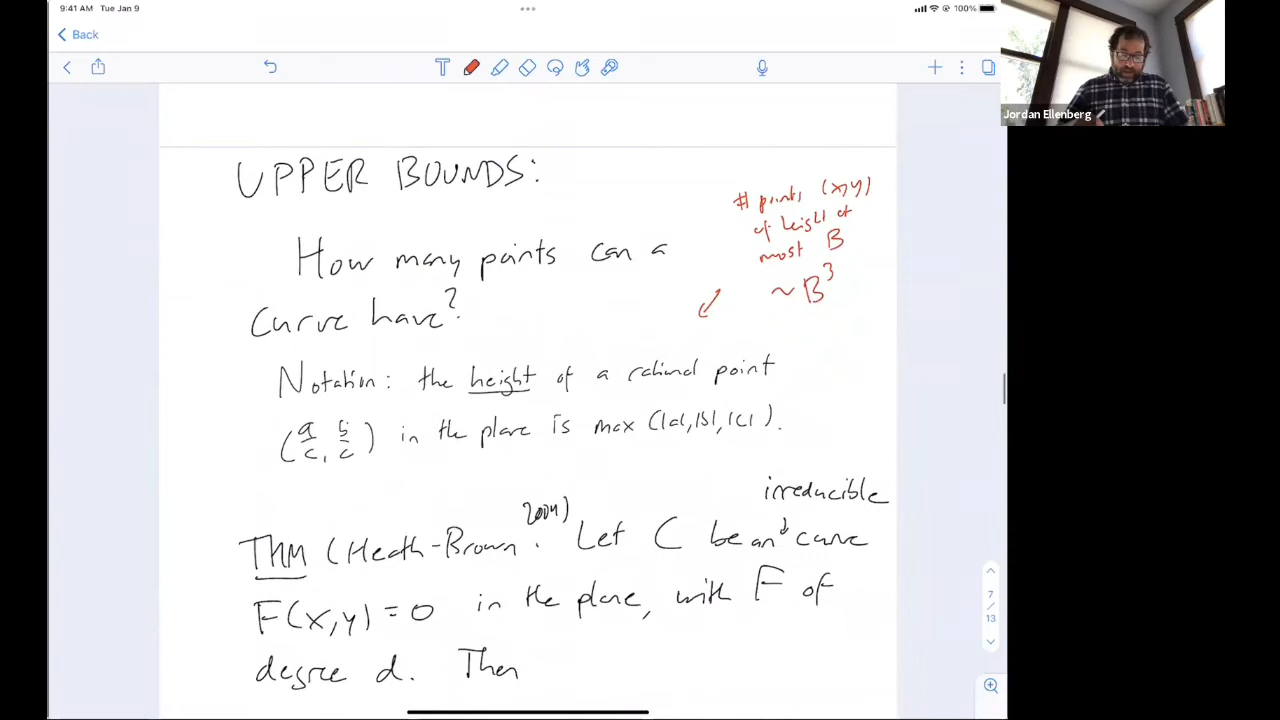 9:41 AM Tue Jan 9
100%
Back
Jordan Ellenberg
UPPER BOUNDS:
# points (x,y)
of height at
most B
~ B³
How many points can a
curve have?
Notation: the height of a rational point
(a/c, b/c) in the plane is max (|a|,|b|,|c|).
irreducible
THM (Heath-Brown 2004) . Let C be an curve
F(x,y) = 0 in the plane, with F of
degree d. Then
7
/
13